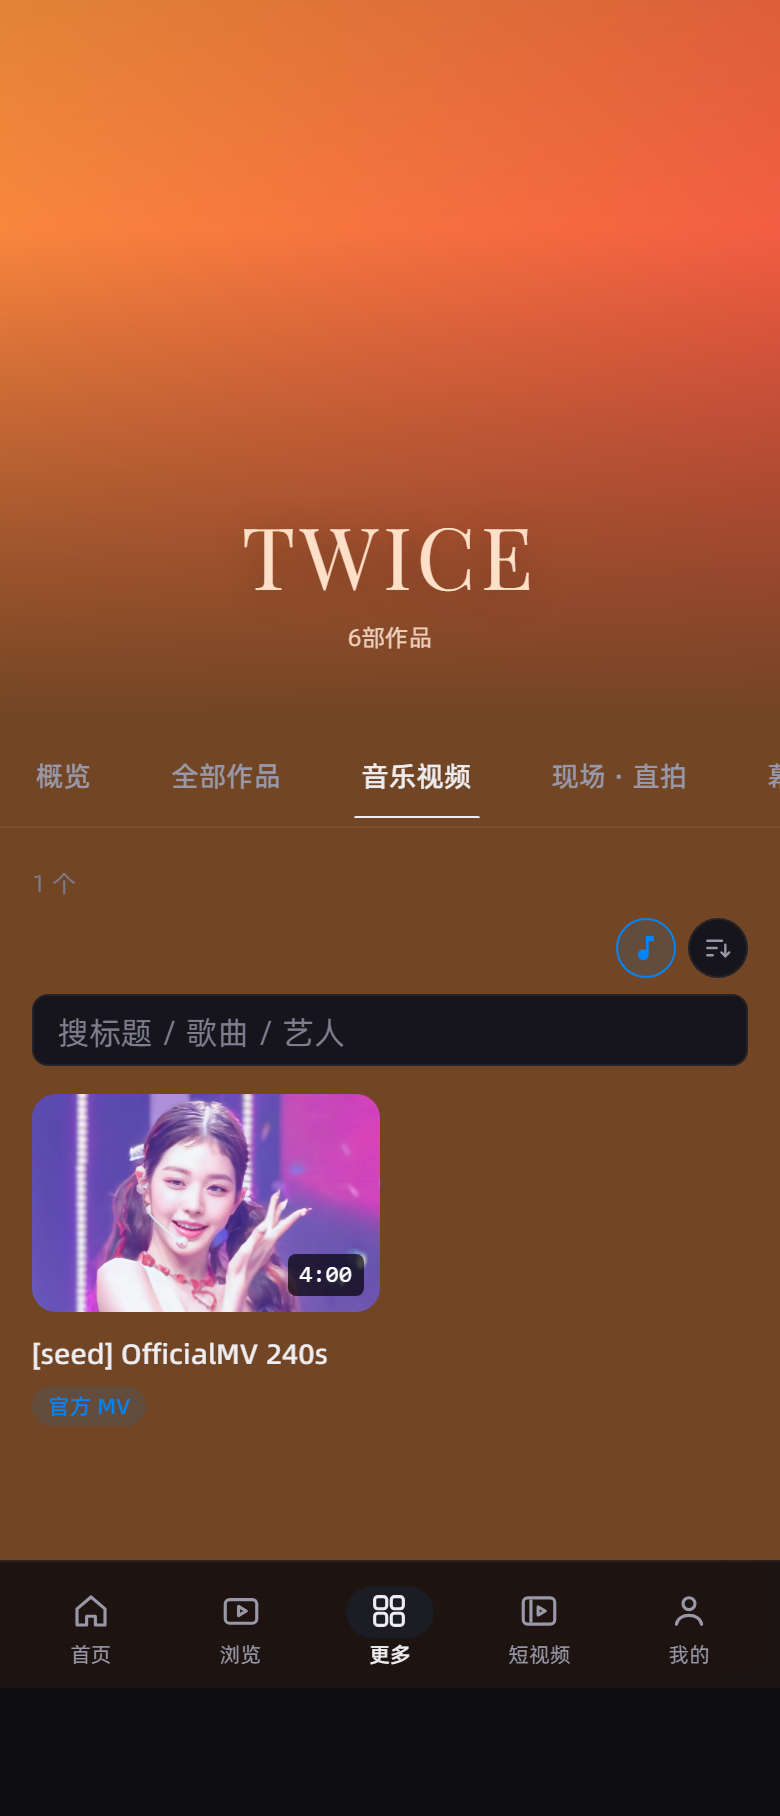 TWICE
6部作品
概览 全部作品 音乐视频 现场 · 直拍
1 个
搜标题 / 歌曲 / 艺人
4:00
[seed] OfficialMV 240s
官方 MV
首页 浏览 更多 短视频 我的